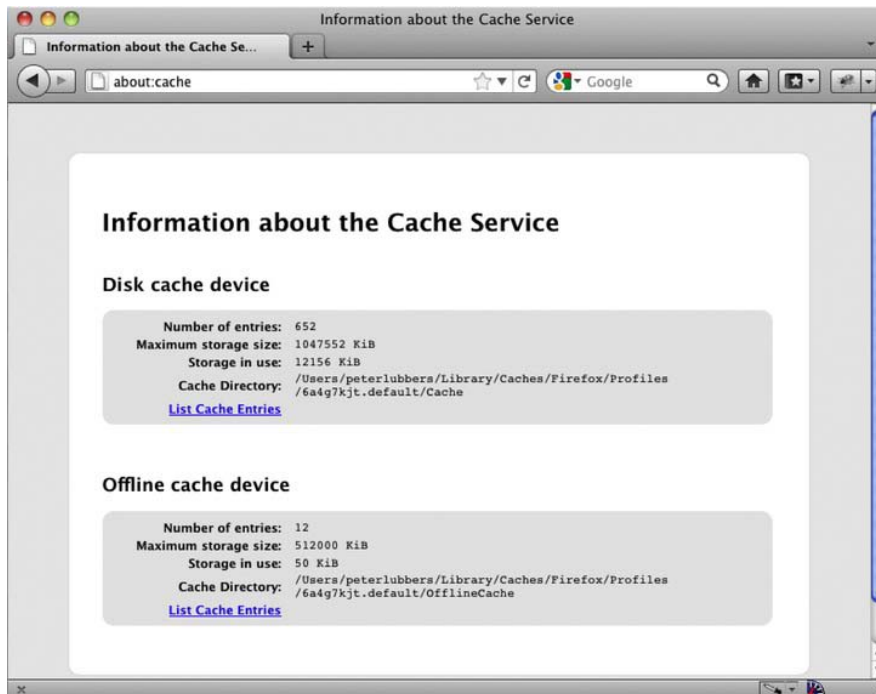 Information about the Cache Service
Information about the Cache Se...
about:cache
Google
Information about the Cache Service
Disk cache device
Number of entries: 652
Maximum storage size: 1047552 KiB
Storage in use: 12156 KiB
Cache Directory: /Users/peterlubbers/Library/Caches/Firefox/Profiles
/6a4g7kjt.default/Cache
List Cache Entries
Offline cache device
Number of entries: 12
Maximum storage size: 512000 KiB
Storage in use: 50 KiB
Cache Directory: /Users/peterlubbers/Library/Caches/Firefox/Profiles
/6a4g7kjt.default/OfflineCache
List Cache Entries